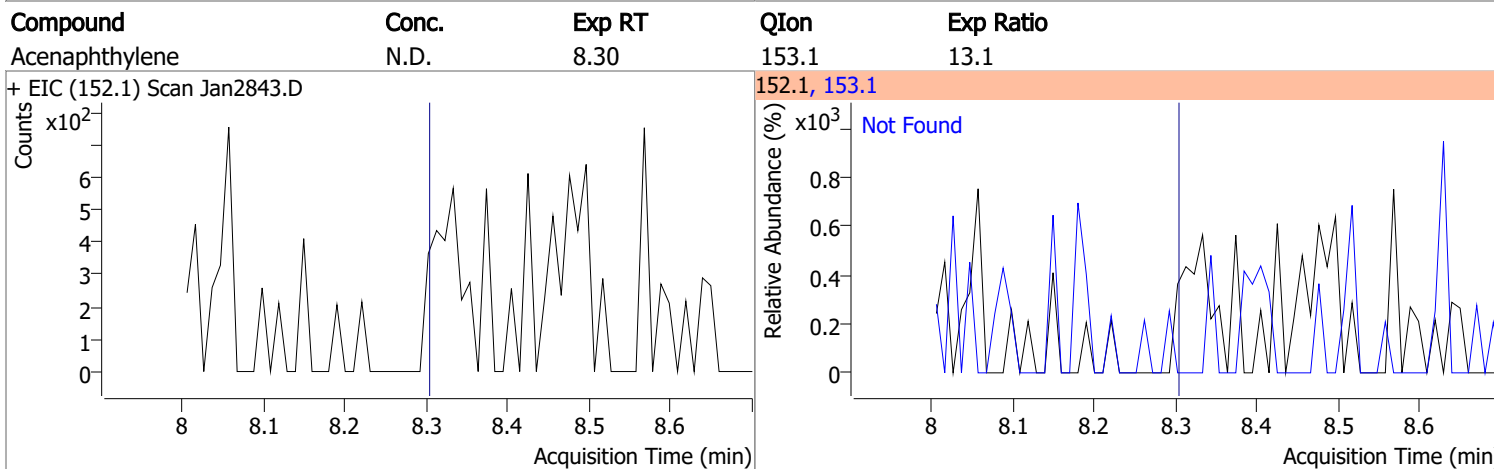 Compound Conc. Exp RT QIon Exp Ratio
Acenaphthylene N.D. 8.30 153.1 13.1
+ EIC (152.1) Scan Jan2843.D
Counts
x10²
6
5
4
3
2
1
0
8 8.1 8.2 8.3 8.4 8.5 8.6
Acquisition Time (min)
152.1, 153.1
Relative Abundance (%)
x10³
Not Found
0.8
0.6
0.4
0.2
0
8 8.1 8.2 8.3 8.4 8.5 8.6
Acquisition Time (min